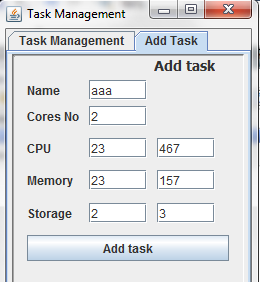 Task Management
Task Management Add Task
Add task
Name aaa
Cores No 2
CPU 23 467
Memory 23 157
Storage 2 3
Add task